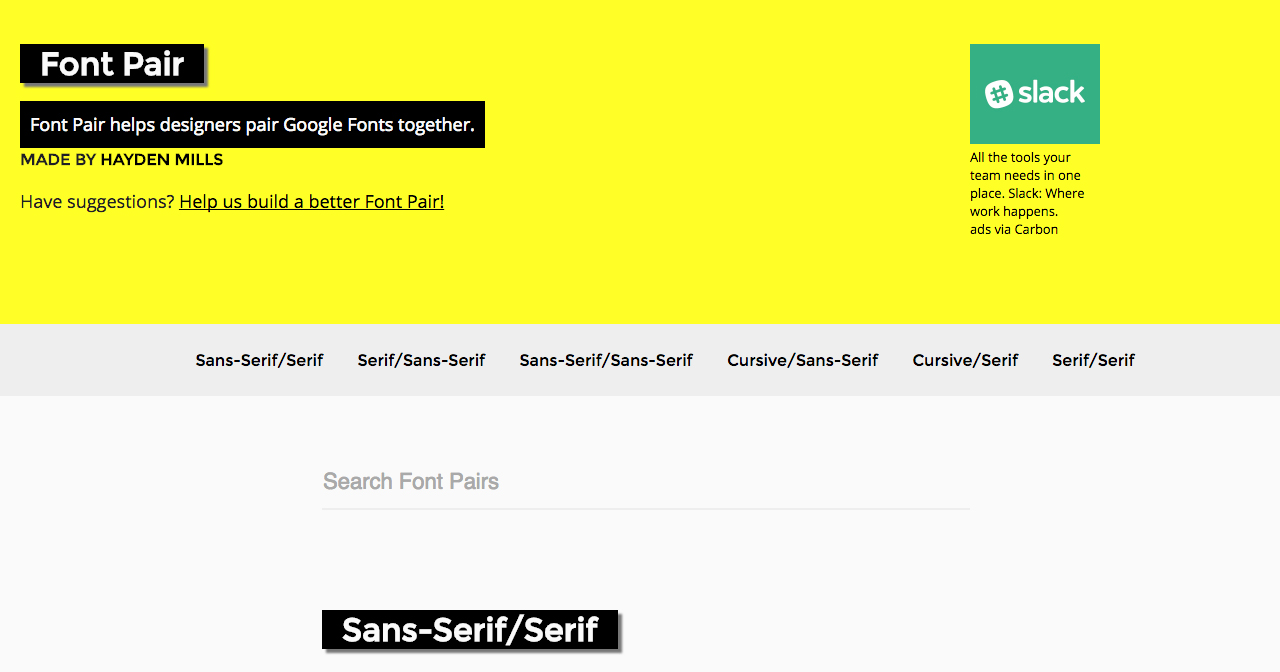 Font Pair
Font Pair helps designers pair Google Fonts together.
MADE BY HAYDEN MILLS
Have suggestions? Help us build a better Font Pair!
slack
All the tools your
team needs in one
place. Slack: Where
work happens.
ads via Carbon
Sans-Serif/Serif Serif/Sans-Serif Sans-Serif/Sans-Serif Cursive/Sans-Serif Cursive/Serif Serif/Serif
Search Font Pairs
Sans-Serif/Serif